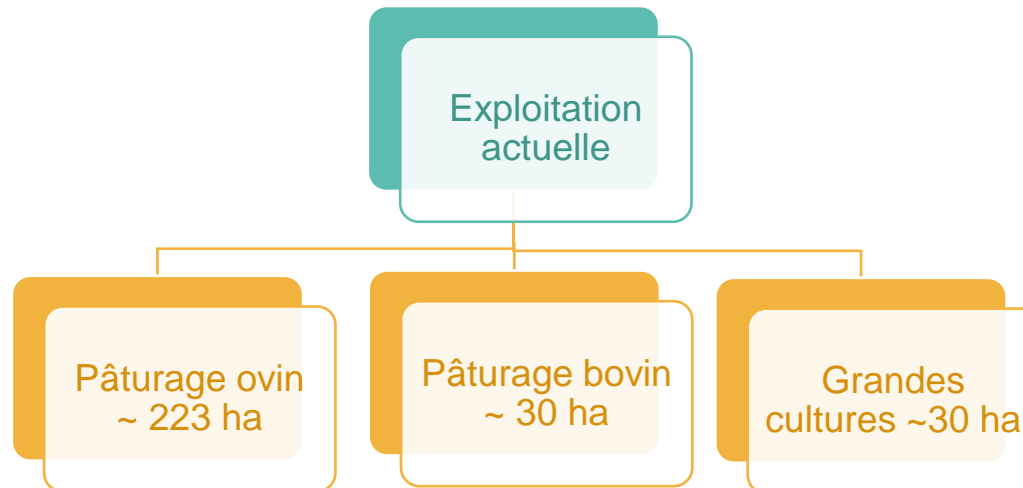 Exploitation
actuelle
Pâturage ovin
~ 223 ha
Pâturage bovin
~ 30 ha
Grandes
cultures ~30 ha